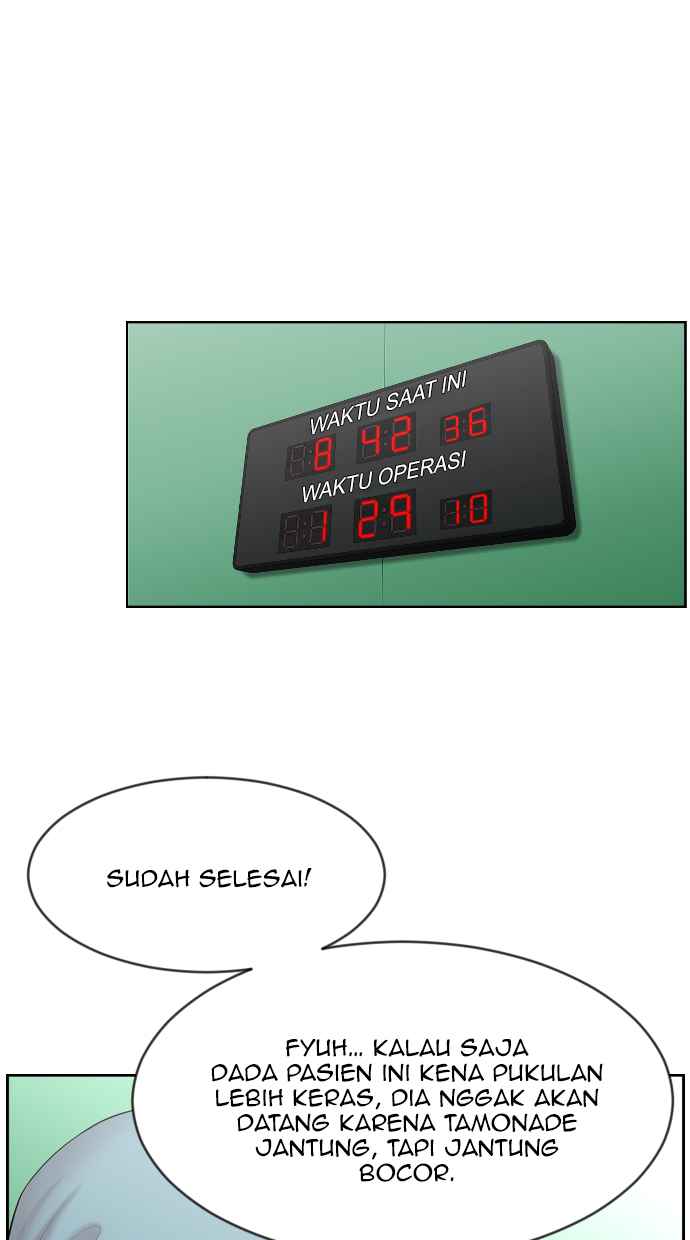 WAKTU SAAT INI
8:42:36
WAKTU OPERASI
1:29:10
SUDAH SELESAI!
FYUH... KALAU SAJA
DADA PASIEN INI KENA PUKULAN
LEBIH KERAS, DIA NGGAK AKAN
DATANG KARENA TAMONADE
JANTUNG, TAPI JANTUNG
BOCOR.